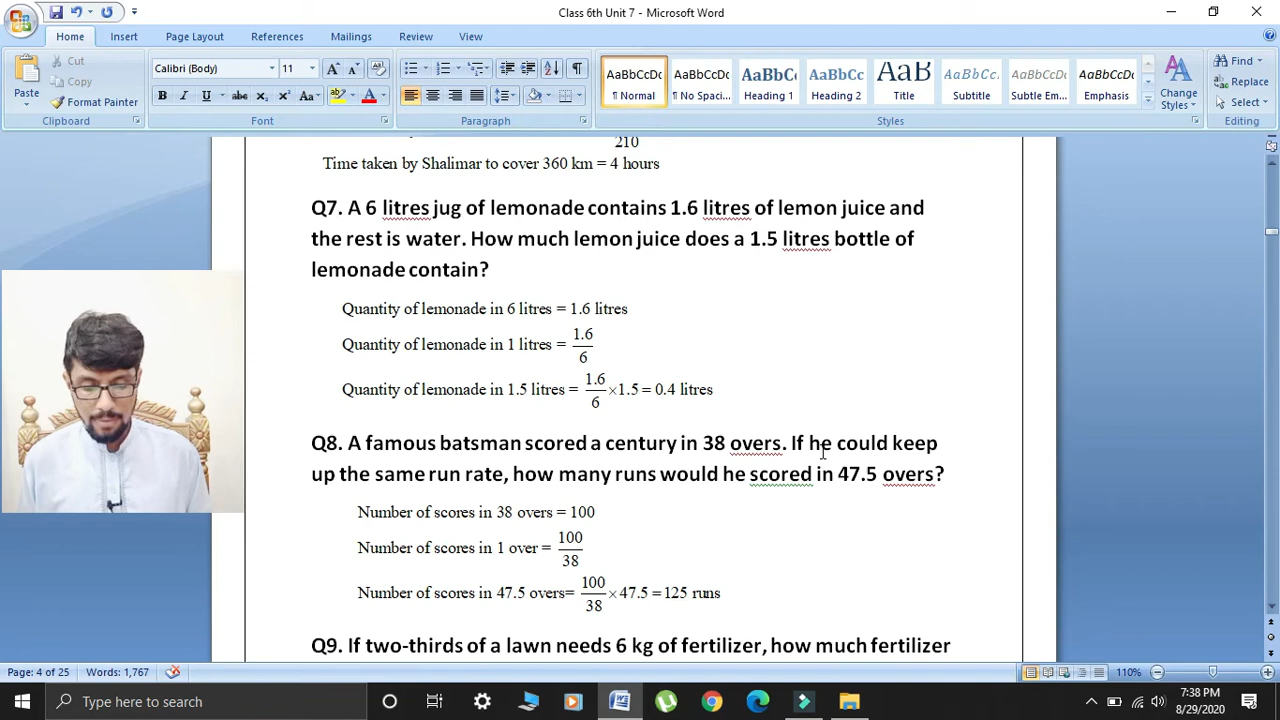 Class 6th Unit 7 - Microsoft Word
Home Insert Page Layout References Mailings Review View
Cut
Copy
Format Painter
Paste
Clipboard
Calibri (Body) 11
B I U abc x₂ x² Aa
Font
Paragraph
AaBbCcDc AaBbCcDc AaBbCc AaBbCc AaB AaBbCc. AaBbCcDc AaBbCcDc
¶ Normal ¶ No Spaci... Heading 1 Heading 2 Title Subtitle Subtle Em... Emphasis
Styles
Change Styles
Find
Replace
Select
Editing
210
Time taken by Shalimar to cover 360 km = 4 hours
Q7. A 6 litres jug of lemonade contains 1.6 litres of lemon juice and
the rest is water. How much lemon juice does a 1.5 litres bottle of
lemonade contain?
Quantity of lemonade in 6 litres = 1.6 litres
Quantity of lemonade in 1 litres = 1.6/6
Quantity of lemonade in 1.5 litres = 1.6/6 ×1.5 = 0.4 litres
Q8. A famous batsman scored a century in 38 overs. If he could keep
up the same run rate, how many runs would he scored in 47.5 overs?
Number of scores in 38 overs = 100
Number of scores in 1 over = 100/38
Number of scores in 47.5 overs= 100/38 × 47.5 = 125 runs
Q9. If two-thirds of a lawn needs 6 kg of fertilizer, how much fertilizer
Page: 4 of 25 Words: 1,767 110%
Type here to search
7:38 PM
8/29/2020